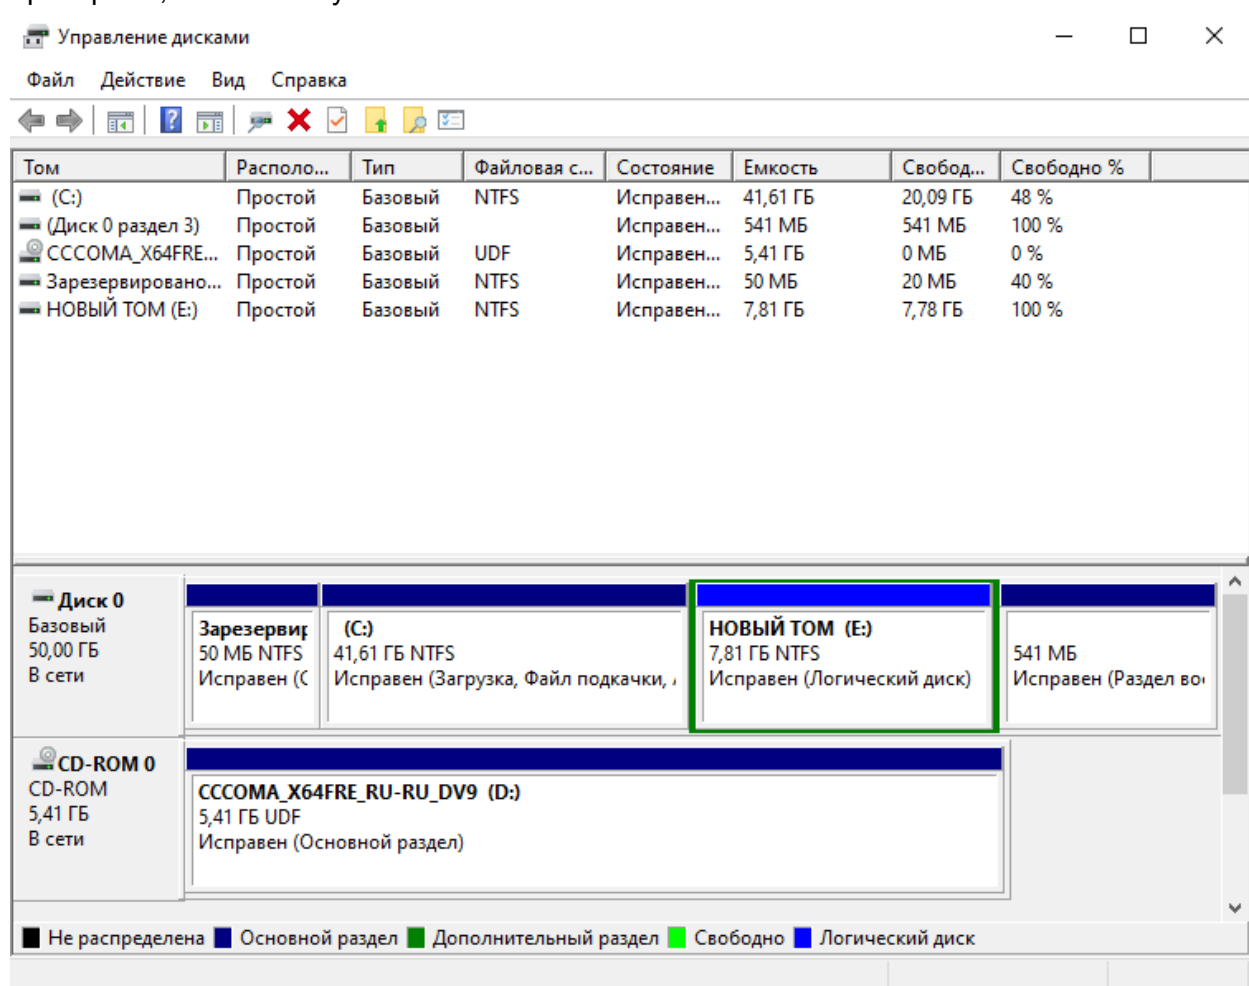 Управление дисками
Файл Действие Вид Справка
Том Располо... Тип Файловая с... Состояние Емкость Свобод... Свободно %
(C:) Простой Базовый NTFS Исправен... 41,61 ГБ 20,09 ГБ 48 %
(Диск 0 раздел 3) Простой Базовый Исправен... 541 МБ 541 МБ 100 %
CCCOMA_X64FRE... Простой Базовый UDF Исправен... 5,41 ГБ 0 МБ 0 %
Зарезервировано... Простой Базовый NTFS Исправен... 50 МБ 20 МБ 40 %
НОВЫЙ ТОМ (E:) Простой Базовый NTFS Исправен... 7,81 ГБ 7,78 ГБ 100 %
Диск 0
Базовый
50,00 ГБ
В сети
Зарезервир
50 МБ NTFS
Исправен (С
(C:)
41,61 ГБ NTFS
Исправен (Загрузка, Файл подкачки,
НОВЫЙ ТОМ (E:)
7,81 ГБ NTFS
Исправен (Логический диск)
541 МБ
Исправен (Раздел вос
CD-ROM 0
CD-ROM
5,41 ГБ
В сети
CCCOMA_X64FRE_RU-RU_DV9 (D:)
5,41 ГБ UDF
Исправен (Основной раздел)
Не распределена Основной раздел Дополнительный раздел Свободно Логический диск